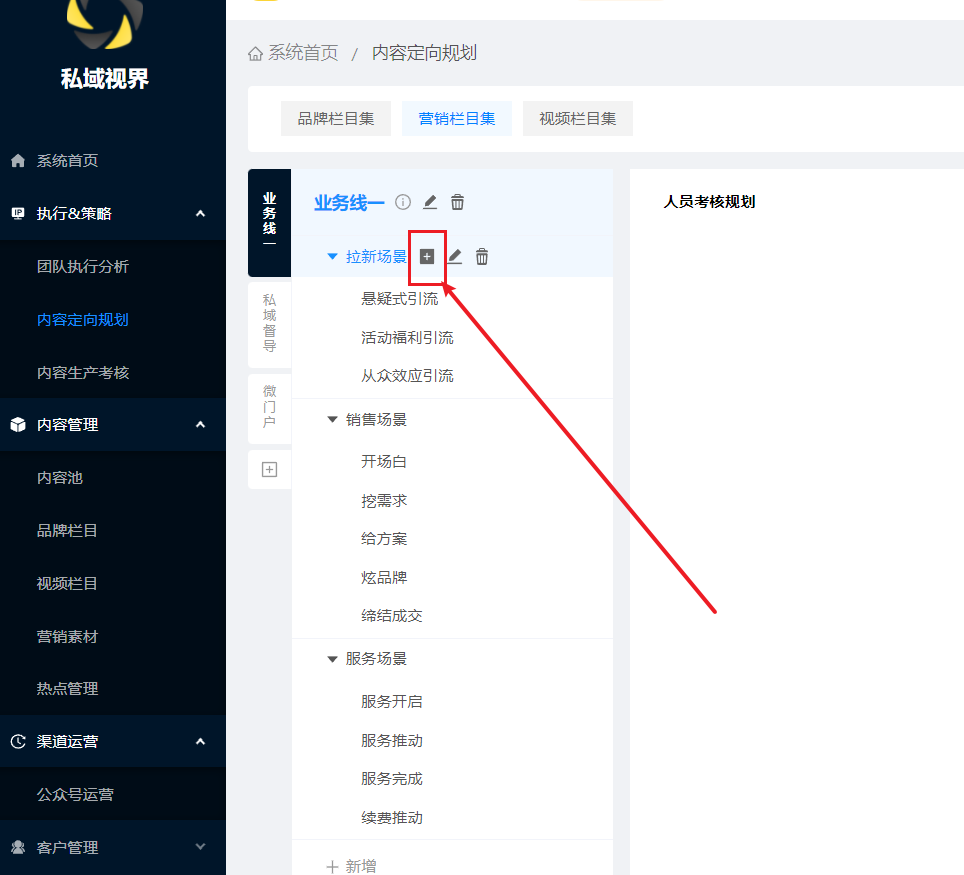 私域视界
系统首页
执行&策略
团队执行分析
内容定向规划
内容生产考核
内容管理
内容池
品牌栏目
视频栏目
营销素材
热点管理
渠道运营
公众号运营
客户管理
系统首页 / 内容定向规划
品牌栏目集 营销栏目集 视频栏目集
业务线一
私域督导
微门户
业务线一
拉新场景
悬疑式引流
活动福利引流
从众效应引流
销售场景
开场白
挖需求
给方案
炫品牌
缔结成交
服务场景
服务开启
服务推动
服务完成
续费推动
新增
人员考核规划